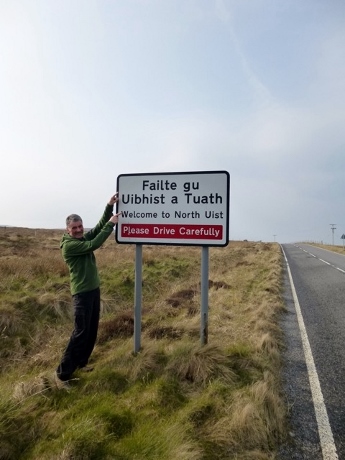 Failte gu
Uibhist a Tuath
Welcome to North Uist
Please Drive Carefully